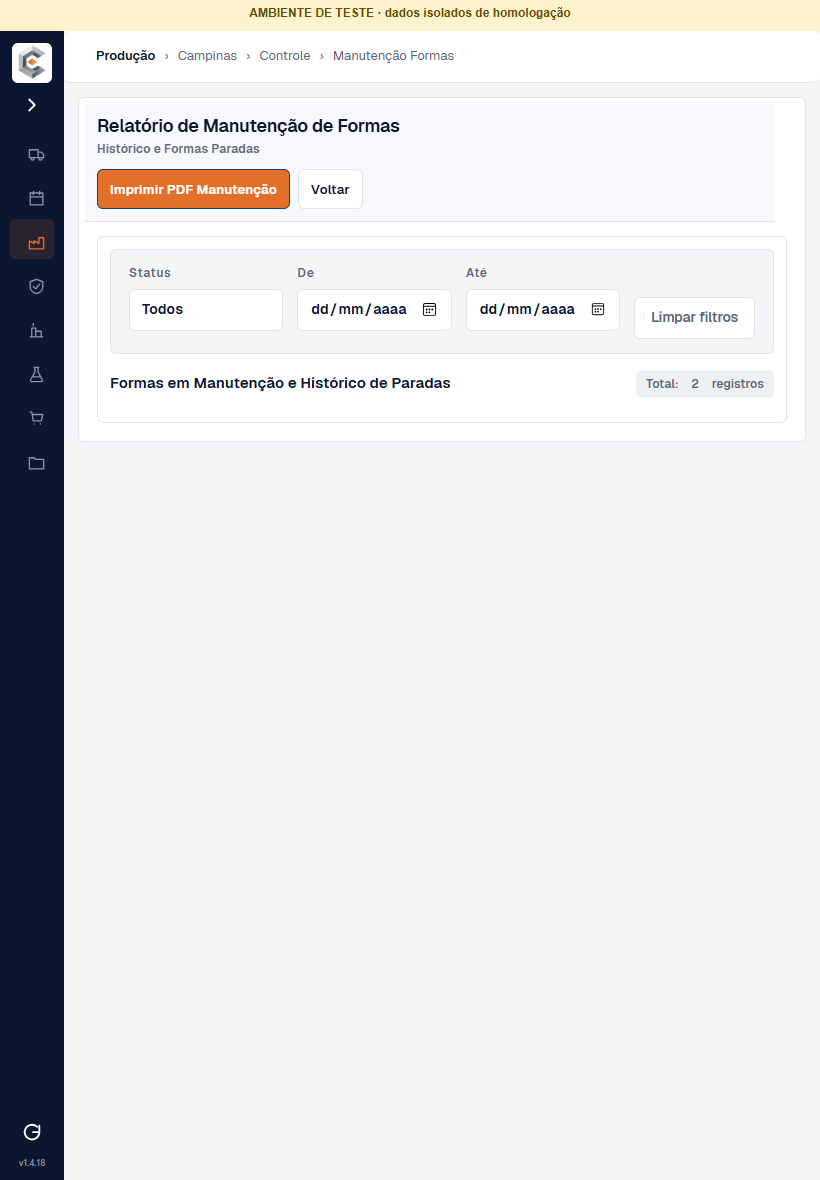 AMBIENTE DE TESTE · dados isolados de homologação
Produção › Campinas › Controle › Manutenção Formas
Relatório de Manutenção de Formas
Histórico e Formas Paradas
Imprimir PDF Manutenção Voltar
Status De Até
Todos dd/mm/aaaa dd/mm/aaaa Limpar filtros
Formas em Manutenção e Histórico de Paradas Total: 2 registros
v1.4.18